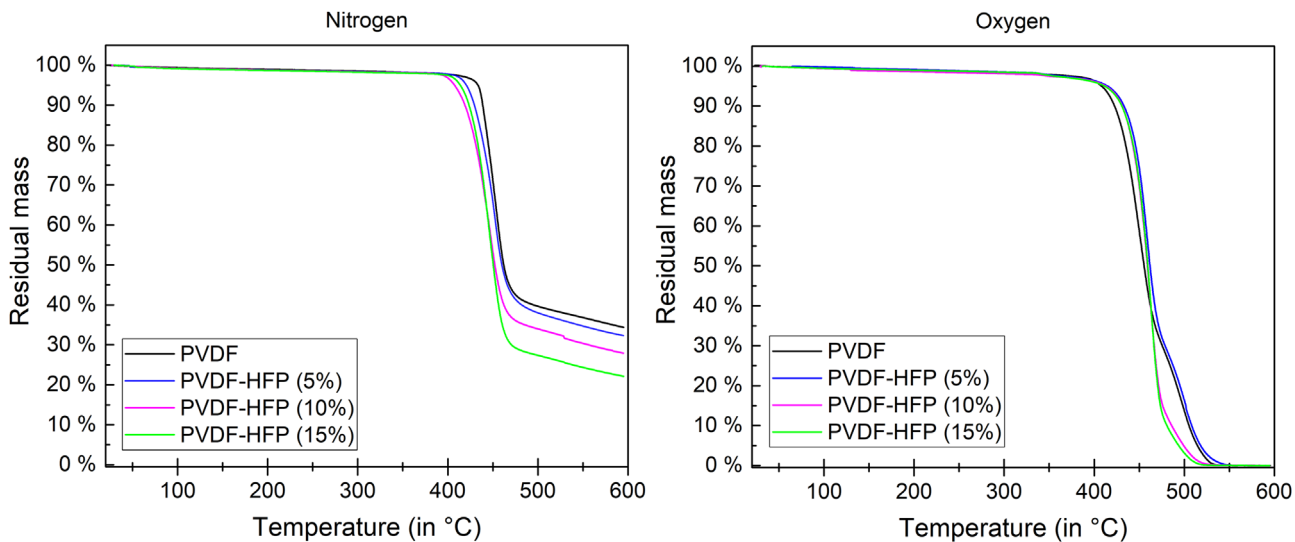 Nitrogen
100 %
90 %
80 %
70 %
60 %
50 %
40 %
30 %
20 %
10 %
0 %
Residual mass
PVDF
PVDF-HFP (5%)
PVDF-HFP (10%)
PVDF-HFP (15%)
100 200 300 400 500 600
Temperature (in °C)
Oxygen
100 %
90 %
80 %
70 %
60 %
50 %
40 %
30 %
20 %
10 %
0 %
Residual mass
PVDF
PVDF-HFP (5%)
PVDF-HFP (10%)
PVDF-HFP (15%)
100 200 300 400 500 600
Temperature (in °C)